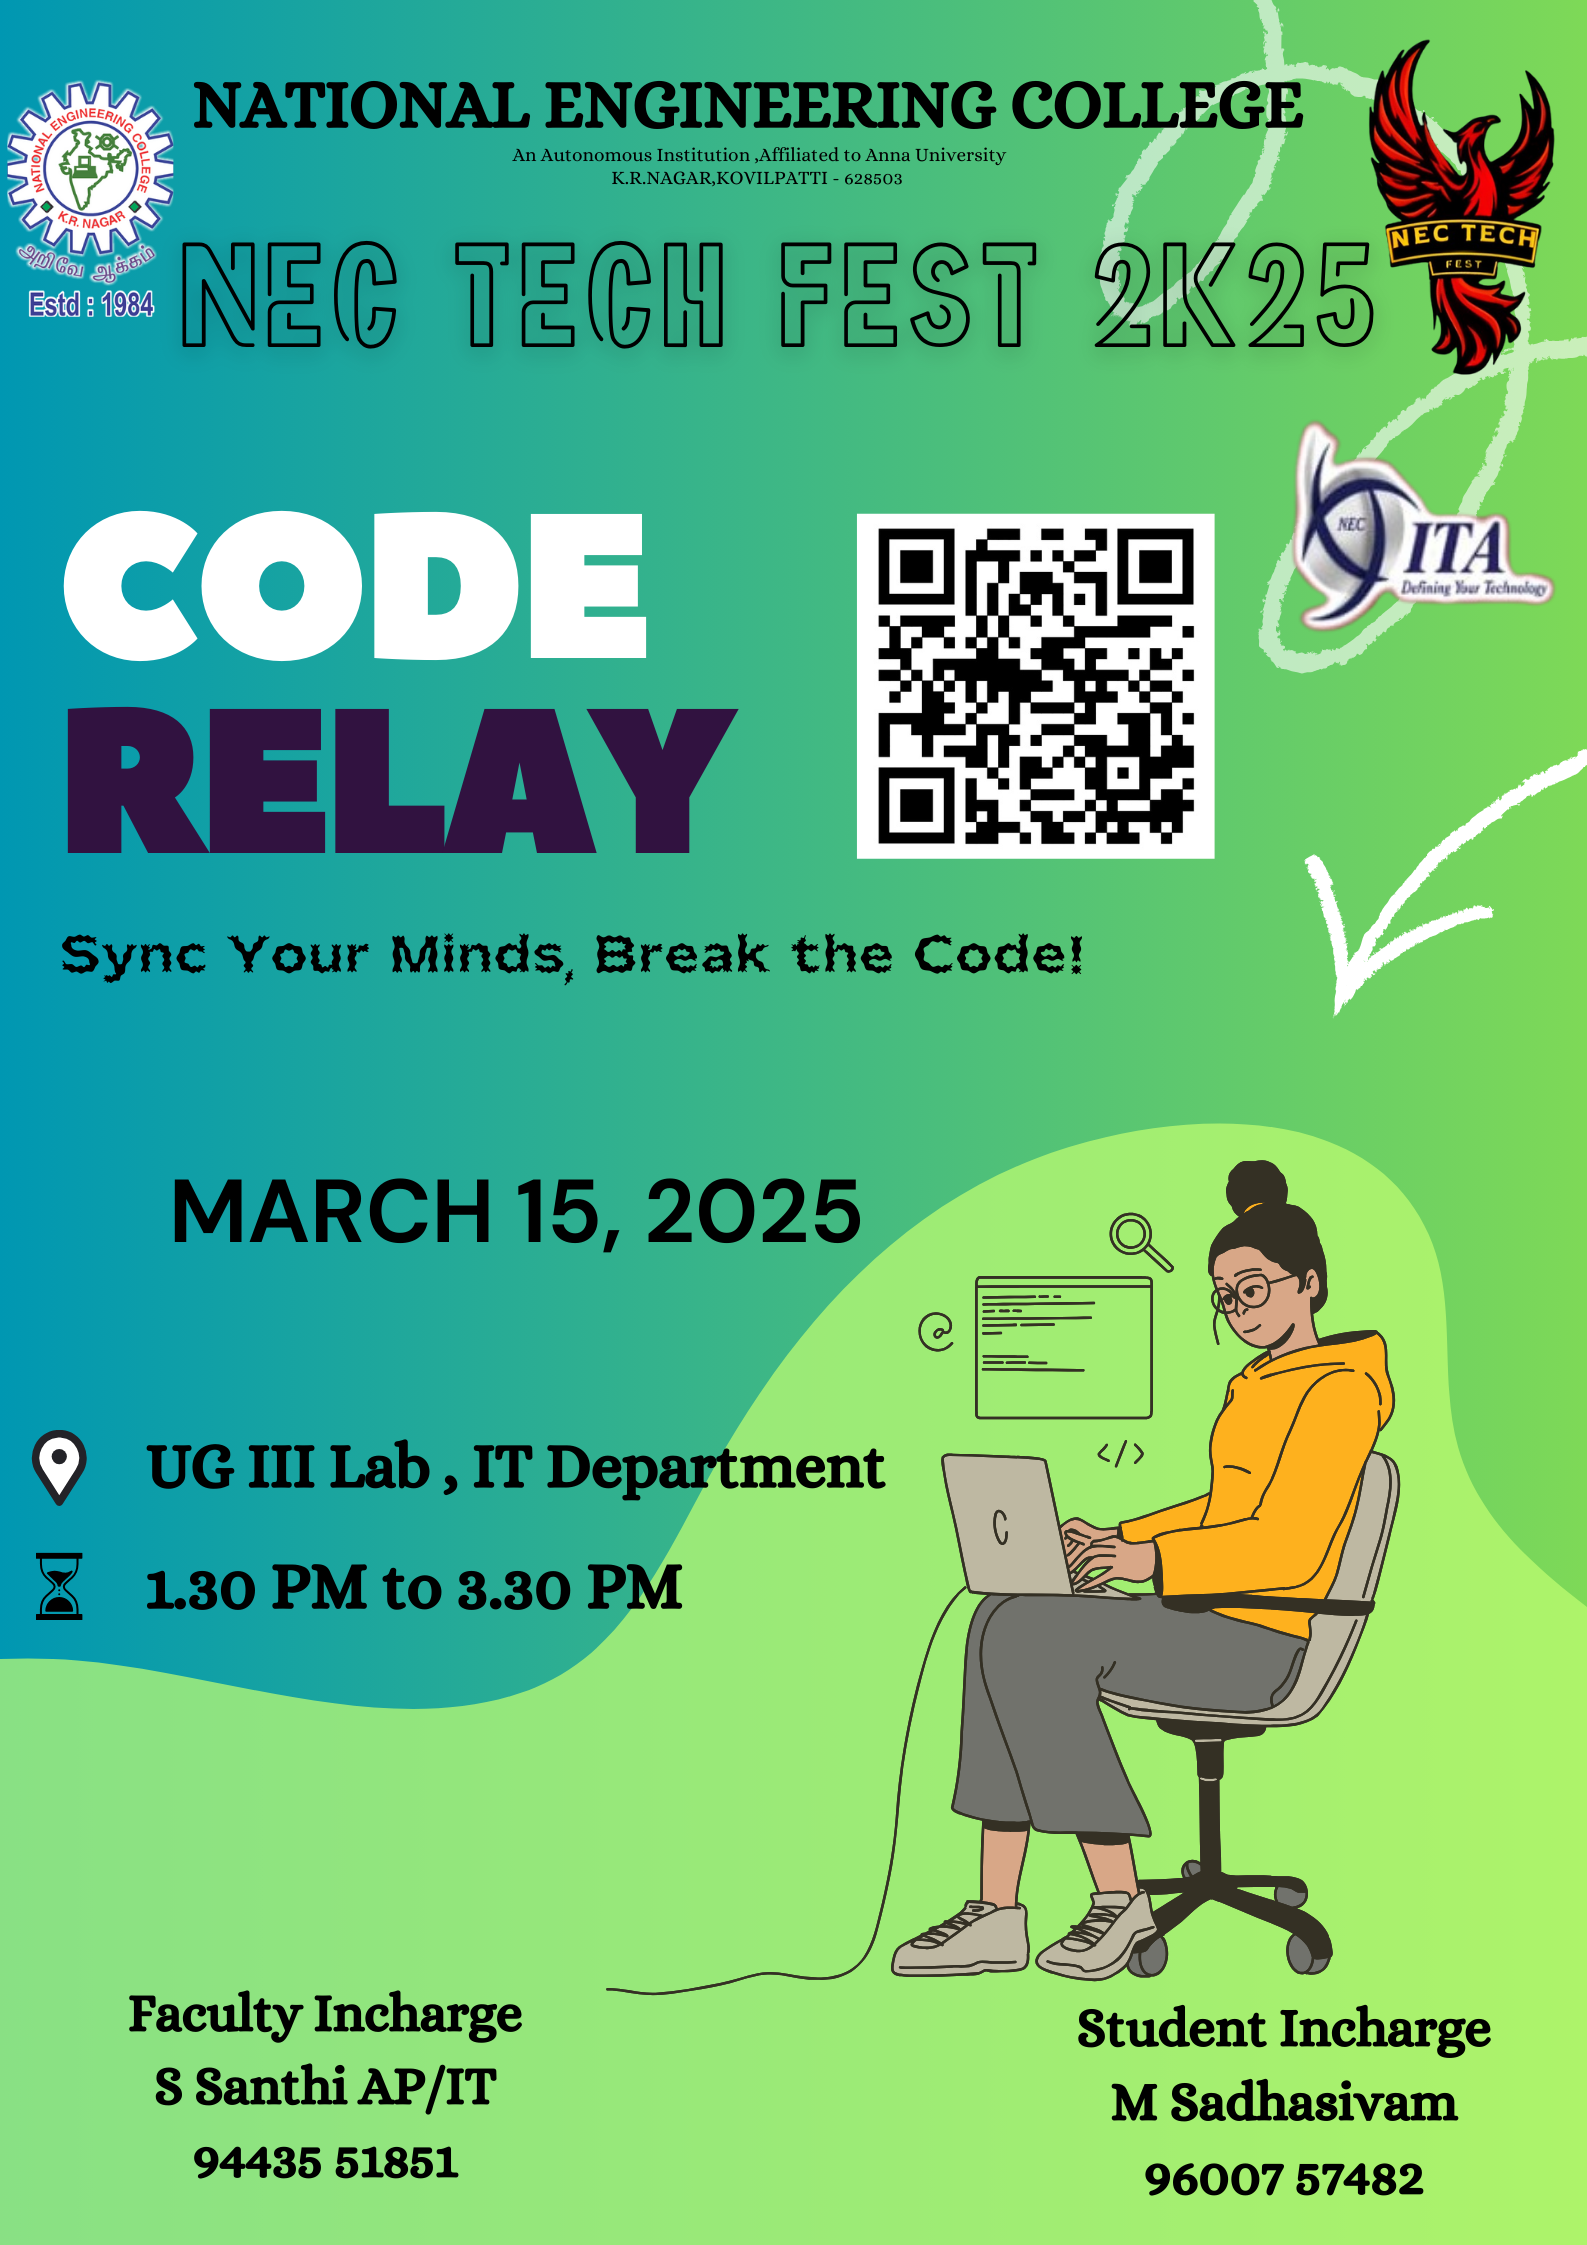 NATIONAL ENGINEERING COLLEGE
An Autonomous Institution ,Affiliated to Anna University
K.R.NAGAR,KOVILPATTI - 628503
NATIONAL ENGINEERING COLLEGE
K.R. NAGAR
அறிவே ஆக்கம்
Estd : 1984
NEC TECH FEST 2K25
NEC TECH
FEST
NEC
ITA
Defining Your Technology
CODE
RELAY
Sync Your Minds, Break the Code!
MARCH 15, 2025
@
</>
C
UG III Lab , IT Department
1.30 PM to 3.30 PM
Faculty Incharge
S Santhi AP/IT
94435 51851
Student Incharge
M Sadhasivam
96007 57482